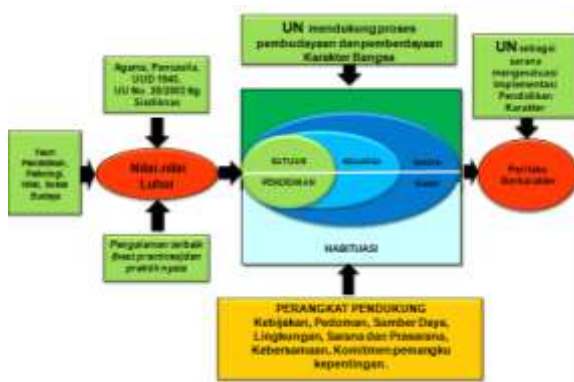 UN mendukung proses
pembudayaan dan pemberdayaan
Karakter Bangsa
UN sebagai
sarana
mengevaluasi
implementasi
Pendidikan
Karakter
Agama, Pancasila,
UUD 1945,
UU No. 20/2003 ttg
Sisdiknas
Teori
Pendidikan,
Psikologi,
Nilai, Sosial
Budaya
Nilai-nilai
Luhur
SATUAN
PENDIDIKAN
KELUARGA
Perilaku
Berkarakter
Pengalaman terbaik
(best practices) dan
praktik nyata
HABITUASI
PERANGKAT PENDUKUNG
Kebijakan, Pedoman, Sumber Daya,
Lingkungan, Sarana dan Prasarana,
Kebersamaan, Komitmen pemangku
kepentingan.